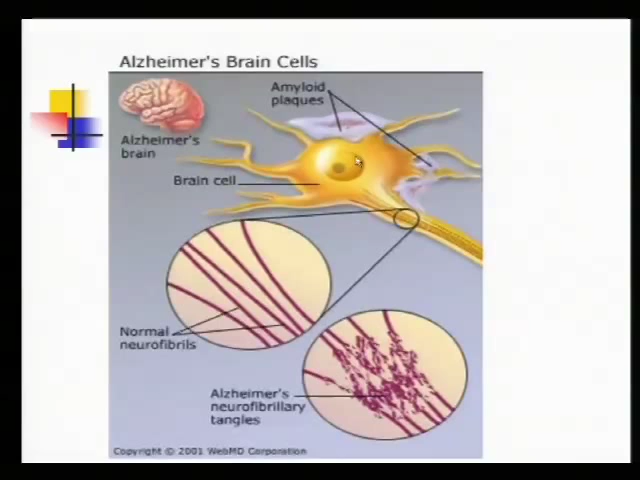 Alzheimer's Brain Cells
Amyloid
plaques
Alzheimer's
brain
Brain cell
Normal
neurofibrils
Alzheimer's
neurofibrillary
tangles
Copyright © 2001 WebMD Corporation